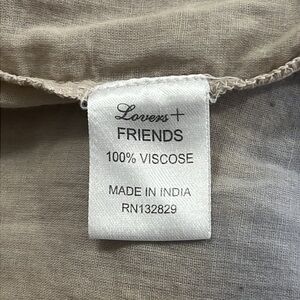 Lovers +
FRIENDS
100% VISCOSE
MADE IN INDIA
RN132829